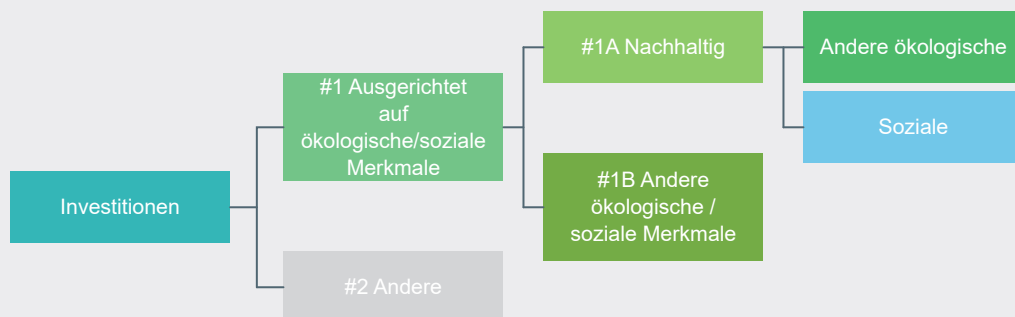 Investitionen
#1 Ausgerichtet
auf
ökologische/soziale
Merkmale
#2 Andere
#1A Nachhaltig
#1B Andere
ökologische /
soziale Merkmale
Andere ökologische
Soziale